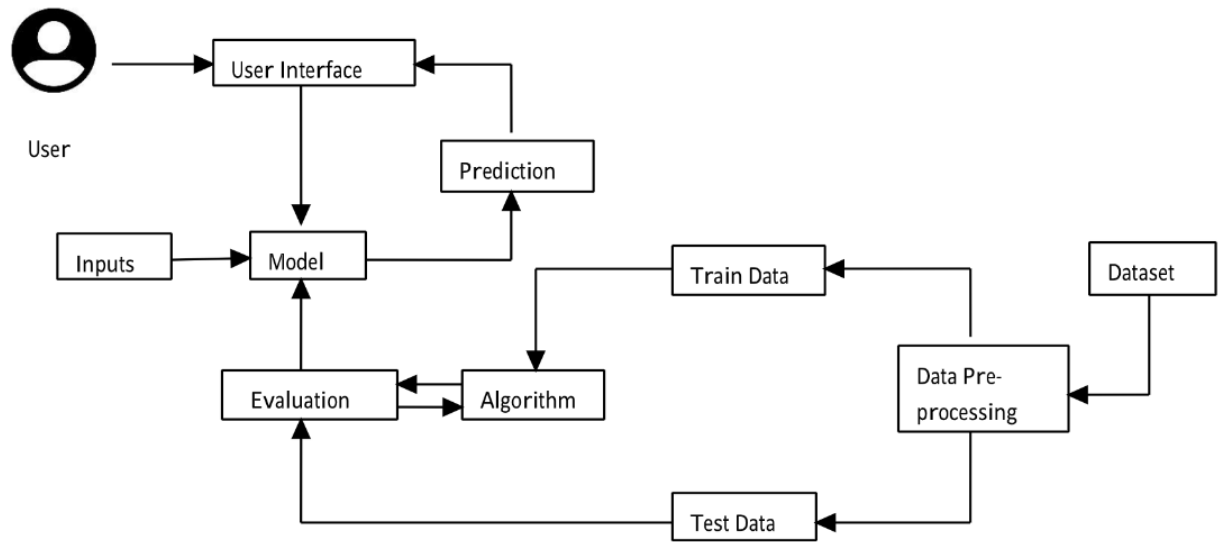 User Interface
User
Prediction
Inputs
Model
Train Data
Dataset
Evaluation
Algorithm
Data Pre-
processing
Test Data